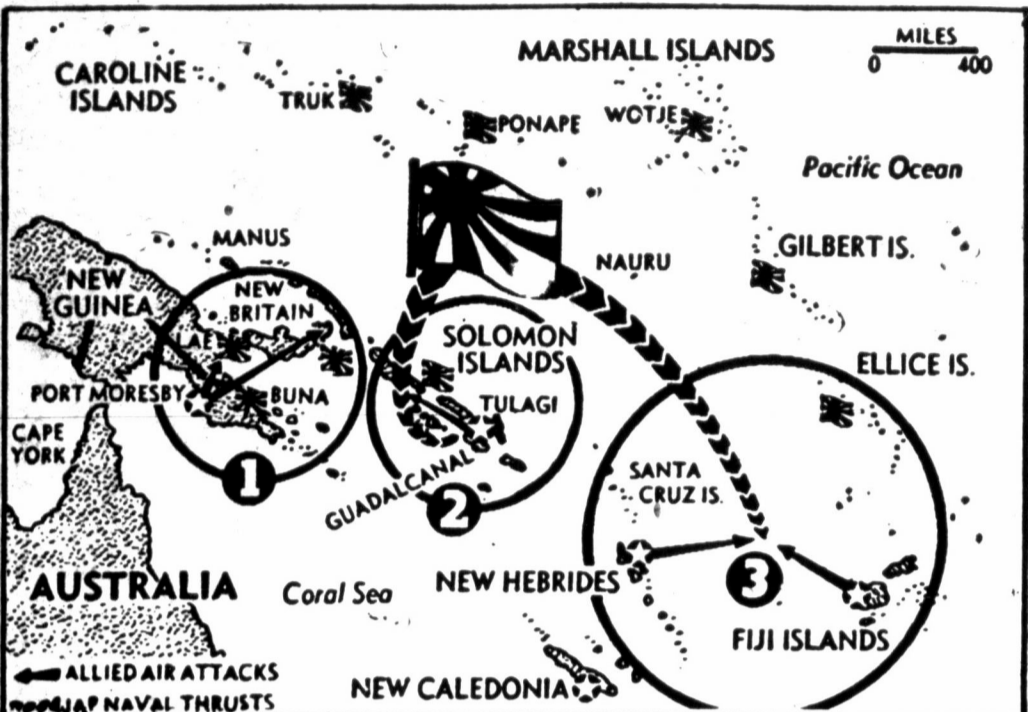 MILES
0 400
CAROLINE
ISLANDS
MARSHALL ISLANDS
TRUK
PONAPE
WOTJE
Pacific Ocean
MANUS
NAURU
GILBERT IS.
NEW
GUINEA
NEW
BRITAIN
LAE
SOLOMON
ISLANDS
ELLICE IS.
PORT MORESBY
BUNA
TULAGI
CAPE
YORK
1
GUADALCANAL
2
SANTA
CRUZ IS.
AUSTRALIA
Coral Sea
NEW HEBRIDES
3
FIJI ISLANDS
ALLIED AIR ATTACKS
JAP NAVAL THRUSTS
NEW CALEDONIA